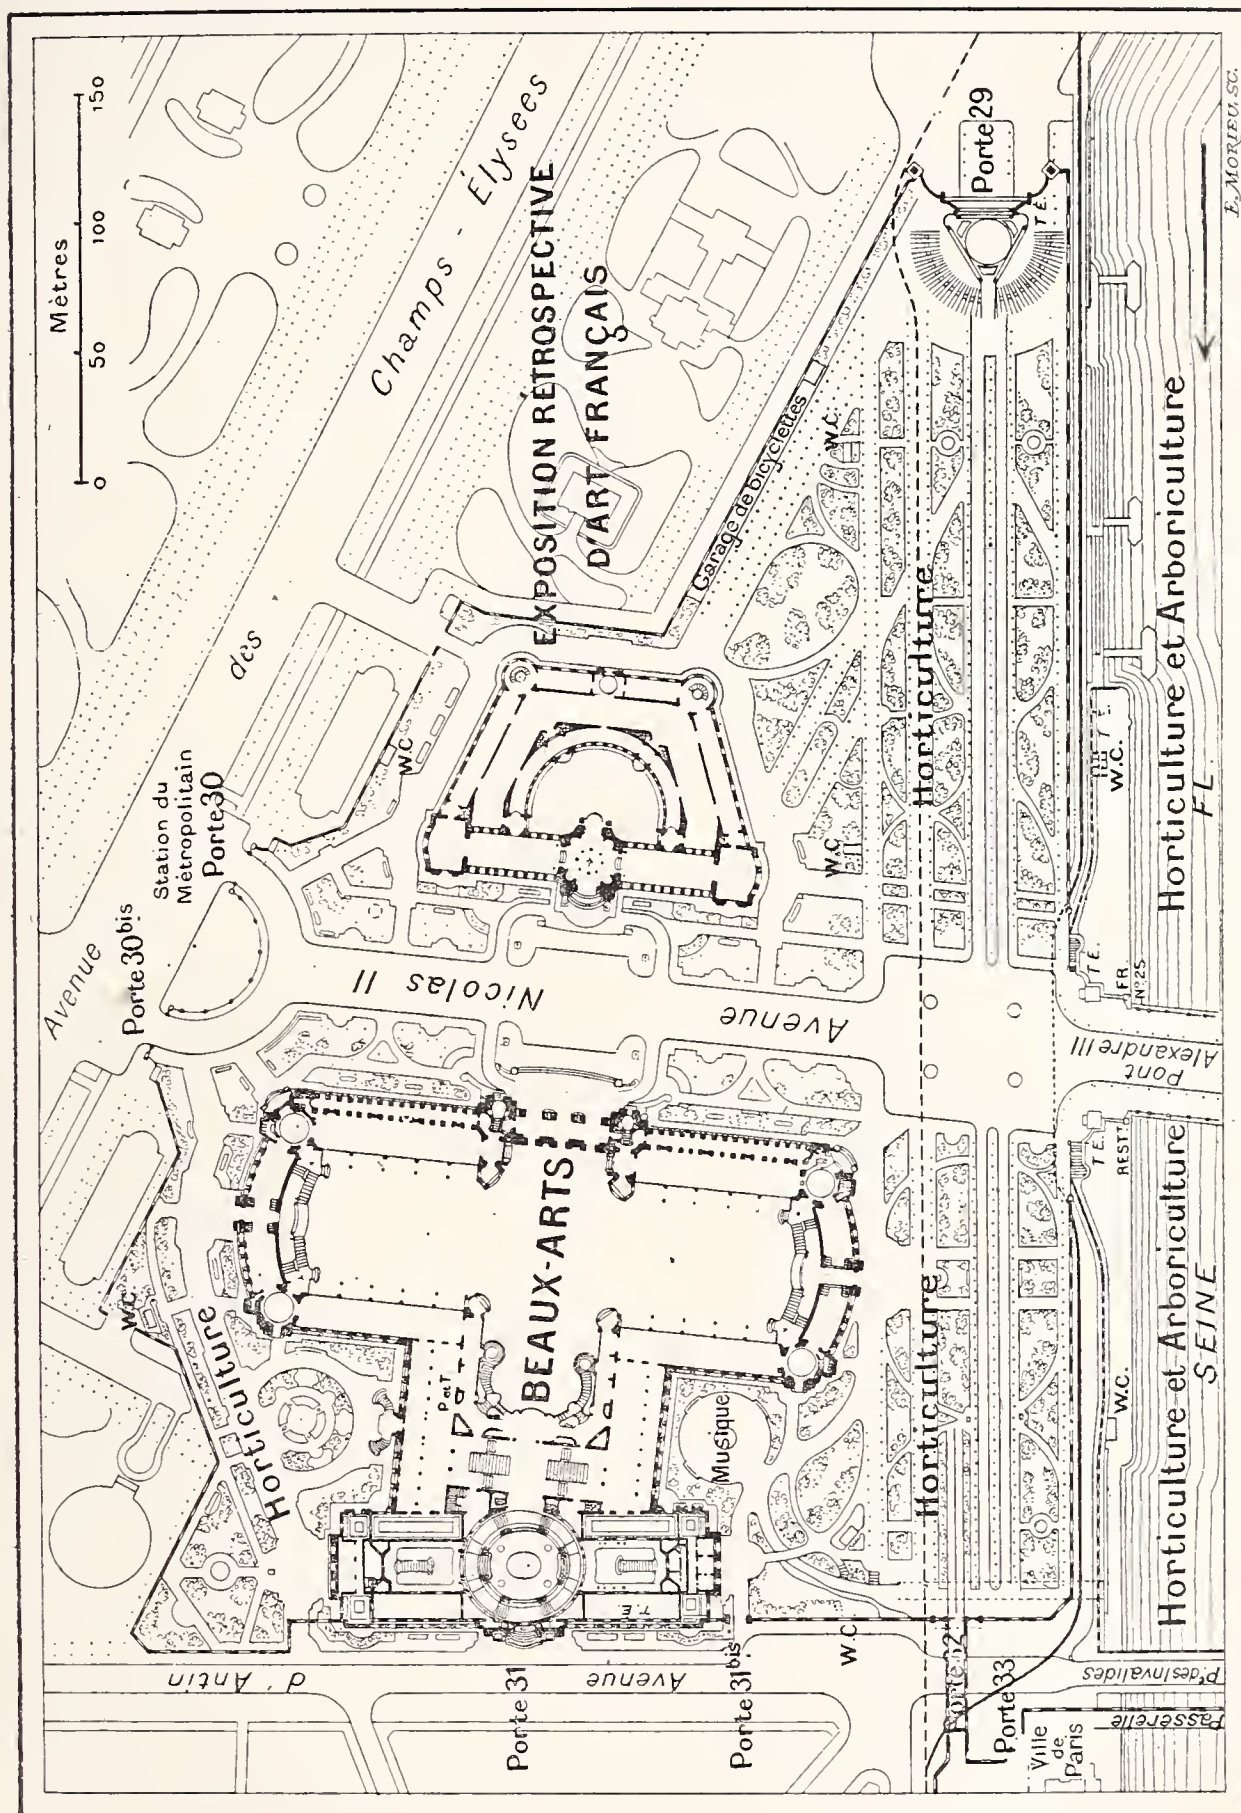 Mètres
0 50 100 150
Avenue
des
Champs - Élysees
EXPOSITION RÉTROSPECTIVE
D'ART FRANÇAIS
Garage de bicyclettes
W.C.
Porte 29
T.E.
Station du
Métropolitain
Porte 30
Porte 30bis
W.C
W.C
Avenue
Nicolas II
Horticulture
W.C.
T.E.
Horticulture et Arboriculture
FL
T.E.
FR.
N°25
Pont
Alexandre III
T.E.
REST.
W.C.
Horticulture
BEAUX-ARTS
P et T
Musique
Horticulture
W.C.
Horticulture et Arboriculture
SEINE
T.E
Avenue
d'Antin
Porte 31
Porte 31bis
W.C.
Porte 32
Porte 33
Ville
de
Paris
Pt des Invalides
Passerelle
E. MORIEU, SC.